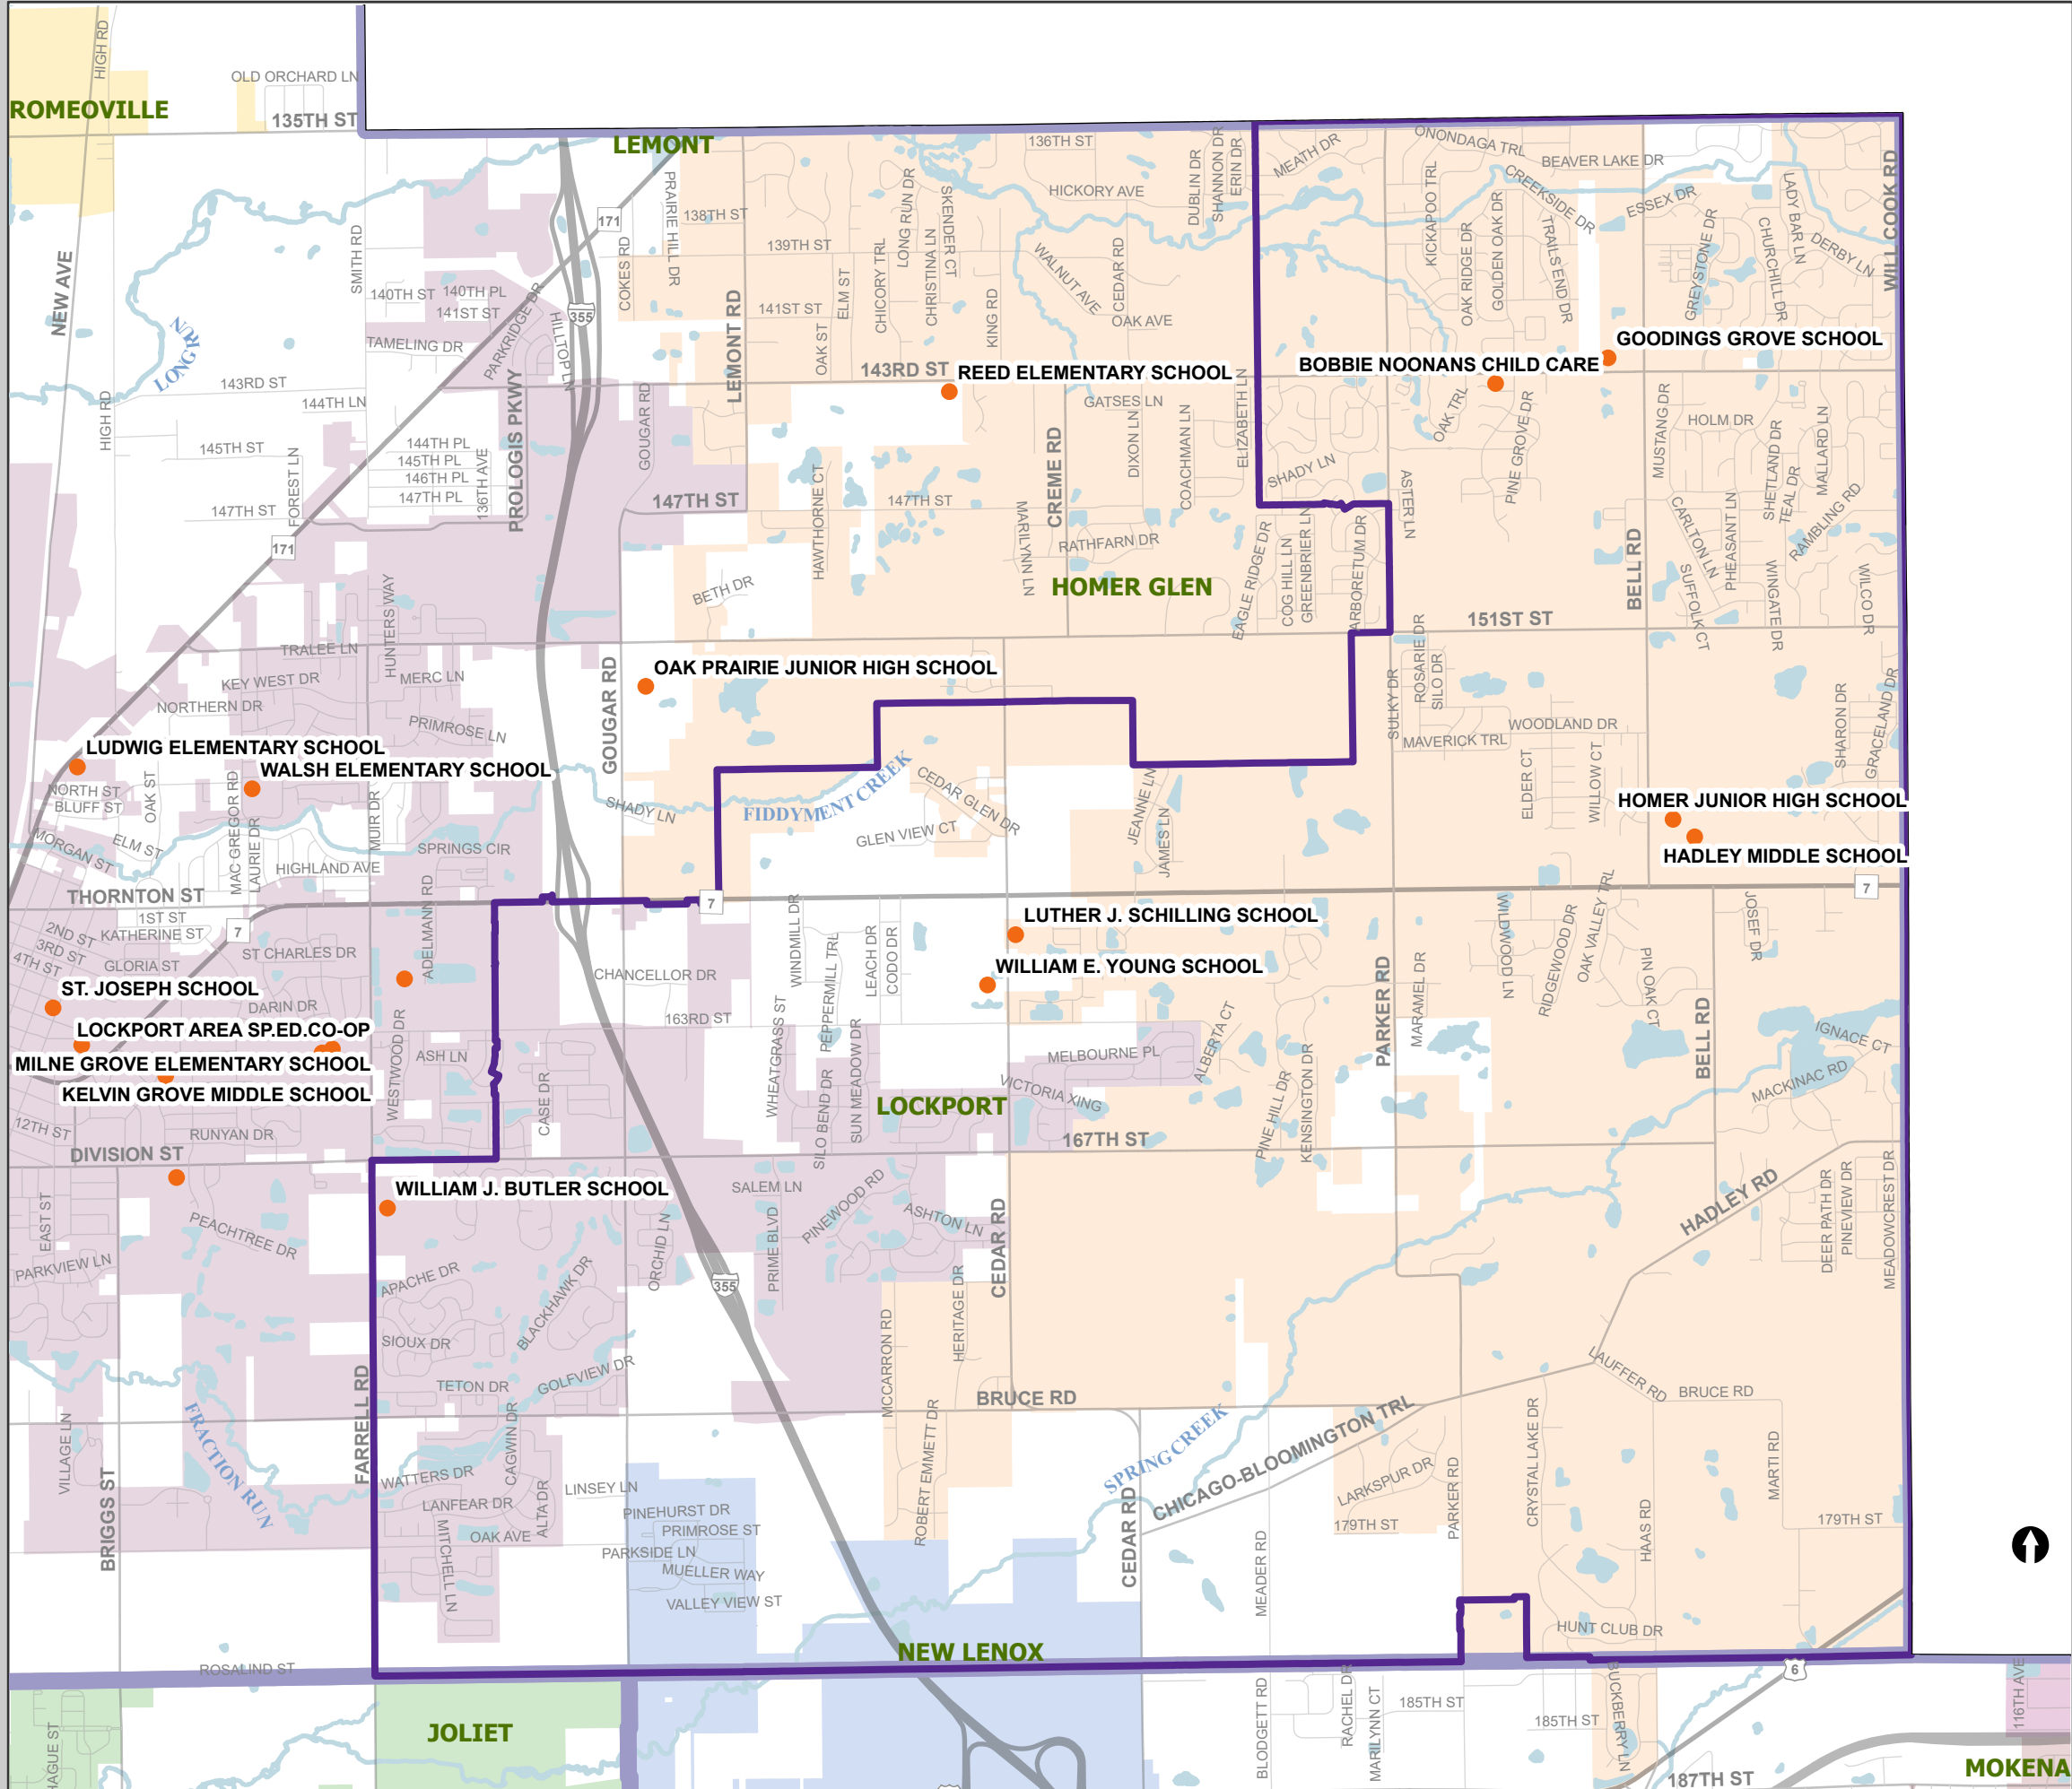 HIGH RD
OLD ORCHARD LN
ROMEOVILLE
135TH ST
LEMONT
136TH ST
HICKORY AVE
DUBLIN DR
SHANNON DR
ERIN DR
MEATH DR
ONONDAGA TRL
BEAVER LAKE DR
CREEKSIDE DR
ESSEX DR
KICKAPOO TRL
LADY BAR LN
WILL COOK RD
171
PRAIRIE HILL DR
138TH ST
139TH ST
LONG RUN DR
SKENDER CT
CHICORY TRL
CHRISTINA LN
WALNUT AVE
CEDAR RD
OAK RIDGE DR
GOLDEN OAK DR
TRAILS END DR
GREYSTONE DR
CHURCHILL DR
DERBY LN
NEW AVE
SMITH RD
140TH ST
140TH PL
141ST ST
PARKRIDGE DR
HILLTOP LN
355
COKES RD
LEMONT RD
141ST ST
ELM ST
OAK ST
KING RD
OAK AVE
LONG RUN
TAMELING DR
143RD ST
143RD ST
REED ELEMENTARY SCHOOL
BOBBIE NOONANS CHILD CARE
GOODINGS GROVE SCHOOL
HIGH RD
144TH LN
PROLOGIS PKWY
GOUGAR RD
GATSES LN
DIXON LN
COACHMAN LN
ELIZABETH LN
OAK TRL
PINE GROVE DR
MUSTANG DR
HOLM DR
SHETLAND DR
TEAL DR
MALLARD LN
145TH ST
144TH PL
145TH PL
146TH PL
147TH PL
136TH AVE
FOREST LN
147TH ST
147TH ST
147TH ST
HAWTHORNE CT
CREME RD
MARILYNN LN
SHADY LN
ASTER LN
CARLTON LN
PHEASANT LN
RAMBLING RD
171
RATHFARN DR
EAGLE RIDGE DR
COG HILL LN
GREENBRIER LN
ARBORETUM DR
BELL RD
SUFFOLK CT
WINGATE DR
WILCO DR
BETH DR
HOMER GLEN
HUNTERS WAY
151ST ST
TRALEE LN
KEY WEST DR
MERC LN
NORTHERN DR
PRIMROSE LN
GOUGAR RD
OAK PRAIRIE JUNIOR HIGH SCHOOL
SULKY DR
ROSARIE DR
SILO DR
WOODLAND DR
MAVERICK TRL
ELDER CT
WILLOW CT
SHARON DR
GRACELAND DR
LUDWIG ELEMENTARY SCHOOL
WALSH ELEMENTARY SCHOOL
NORTH ST
BLUFF ST
OAK ST
MAC GREGOR RD
LAURIE DR
MUIR DR
SHADY LN
FIDDYMENT CREEK
CEDAR GLEN DR
GLEN VIEW CT
JEANNE LN
JAMES LN
HOMER JUNIOR HIGH SCHOOL
HADLEY MIDDLE SCHOOL
MORGAN ST
ELM ST
HIGHLAND AVE
SPRINGS CIR
THORNTON ST
1ST ST
KATHERINE ST
7
7
7
2ND ST
3RD ST
4TH ST
GLORIA ST
ST CHARLES DR
ADELMANN RD
CHANCELLOR DR
WINDMILL DR
PEPPERMILL TRL
LEACH DR
CODO DR
LUTHER J. SCHILLING SCHOOL
WILLIAM E. YOUNG SCHOOL
PARKER RD
MARAMEL DR
WILDWOOD LN
RIDGEWOOD DR
OAK VALLEY TRL
PIN OAK CT
JOSEF DR
BELL RD
IGNACE CT
ST. JOSEPH SCHOOL
DARIN DR
LOCKPORT AREA SP.ED.CO-OP
MILNE GROVE ELEMENTARY SCHOOL
KELVIN GROVE MIDDLE SCHOOL
WESTWOOD DR
ASH LN
CASE DR
163RD ST
WHEATGRASS ST
SILO BEND DR
SUN MEADOW DR
LOCKPORT
MELBOURNE PL
VICTORIA XING
ALBERTA CT
PINE HILL DR
KENSINGTON DR
MACKINAC RD
12TH ST
RUNYAN DR
DIVISION ST
167TH ST
WILLIAM J. BUTLER SCHOOL
EAST ST
PEACHTREE DR
PARKVIEW LN
SALEM LN
PRIME BLVD
PINEWOOD RD
ASHTON LN
CEDAR RD
HADLEY RD
DEER PATH DR
PINEVIEW DR
MEADOWCREST DR
APACHE DR
BLACKHAWK DR
ORCHID LN
355
SIOUX DR
TETON DR
GOLFVIEW DR
MCCARRON RD
HERITAGE DR
FARRELL RD
BRUCE RD
LAUFER RD
BRUCE RD
VILLAGE LN
BRIGGS ST
FRACTION RUN
WATTERS DR
CAGWIN DR
LANFEAR DR
ALTA DR
OAK AVE
MITCHELL LN
LINSEY LN
PINEHURST DR
PRIMROSE ST
PARKSIDE LN
MUELLER WAY
VALLEY VIEW ST
ROBERT EMMETT DR
SPRING CREEK
CEDAR RD
CHICAGO-BLOOMINGTON TRL
LARKSPUR DR
179TH ST
PARKER RD
CRYSTAL LAKE DR
HAAS RD
MARTI RD
179TH ST
MEADER RD
HUNT CLUB DR
ROSALIND ST
NEW LENOX
6
HAGUE ST
JOLIET
BLODGETT RD
RACHEL DR
MARILYNN CT
185TH ST
185TH ST
BUCKBERRY LN
187TH ST
116TH AVE
MOKENA